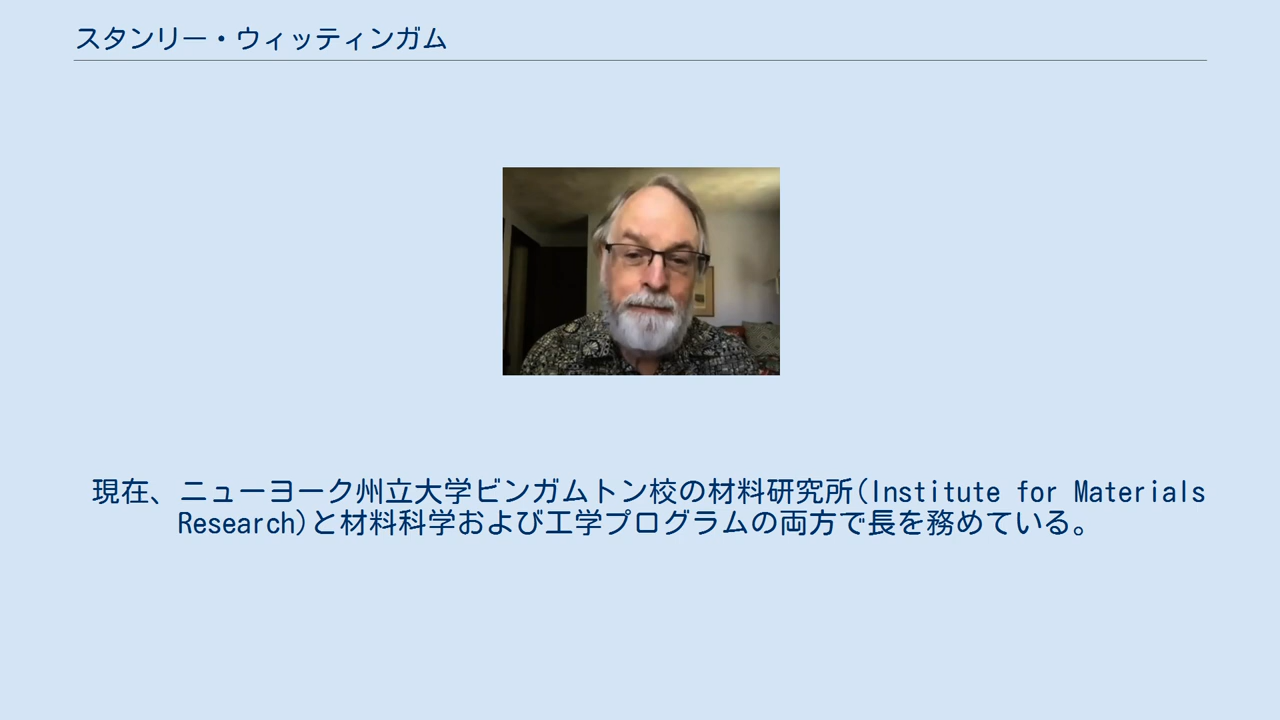 スタンリー・ウィッティンガム
現在、ニューヨーク州立大学ビンガムトン校の材料研究所(Institute for Materials
Research)と材料科学および工学プログラムの両方で長を務めている。